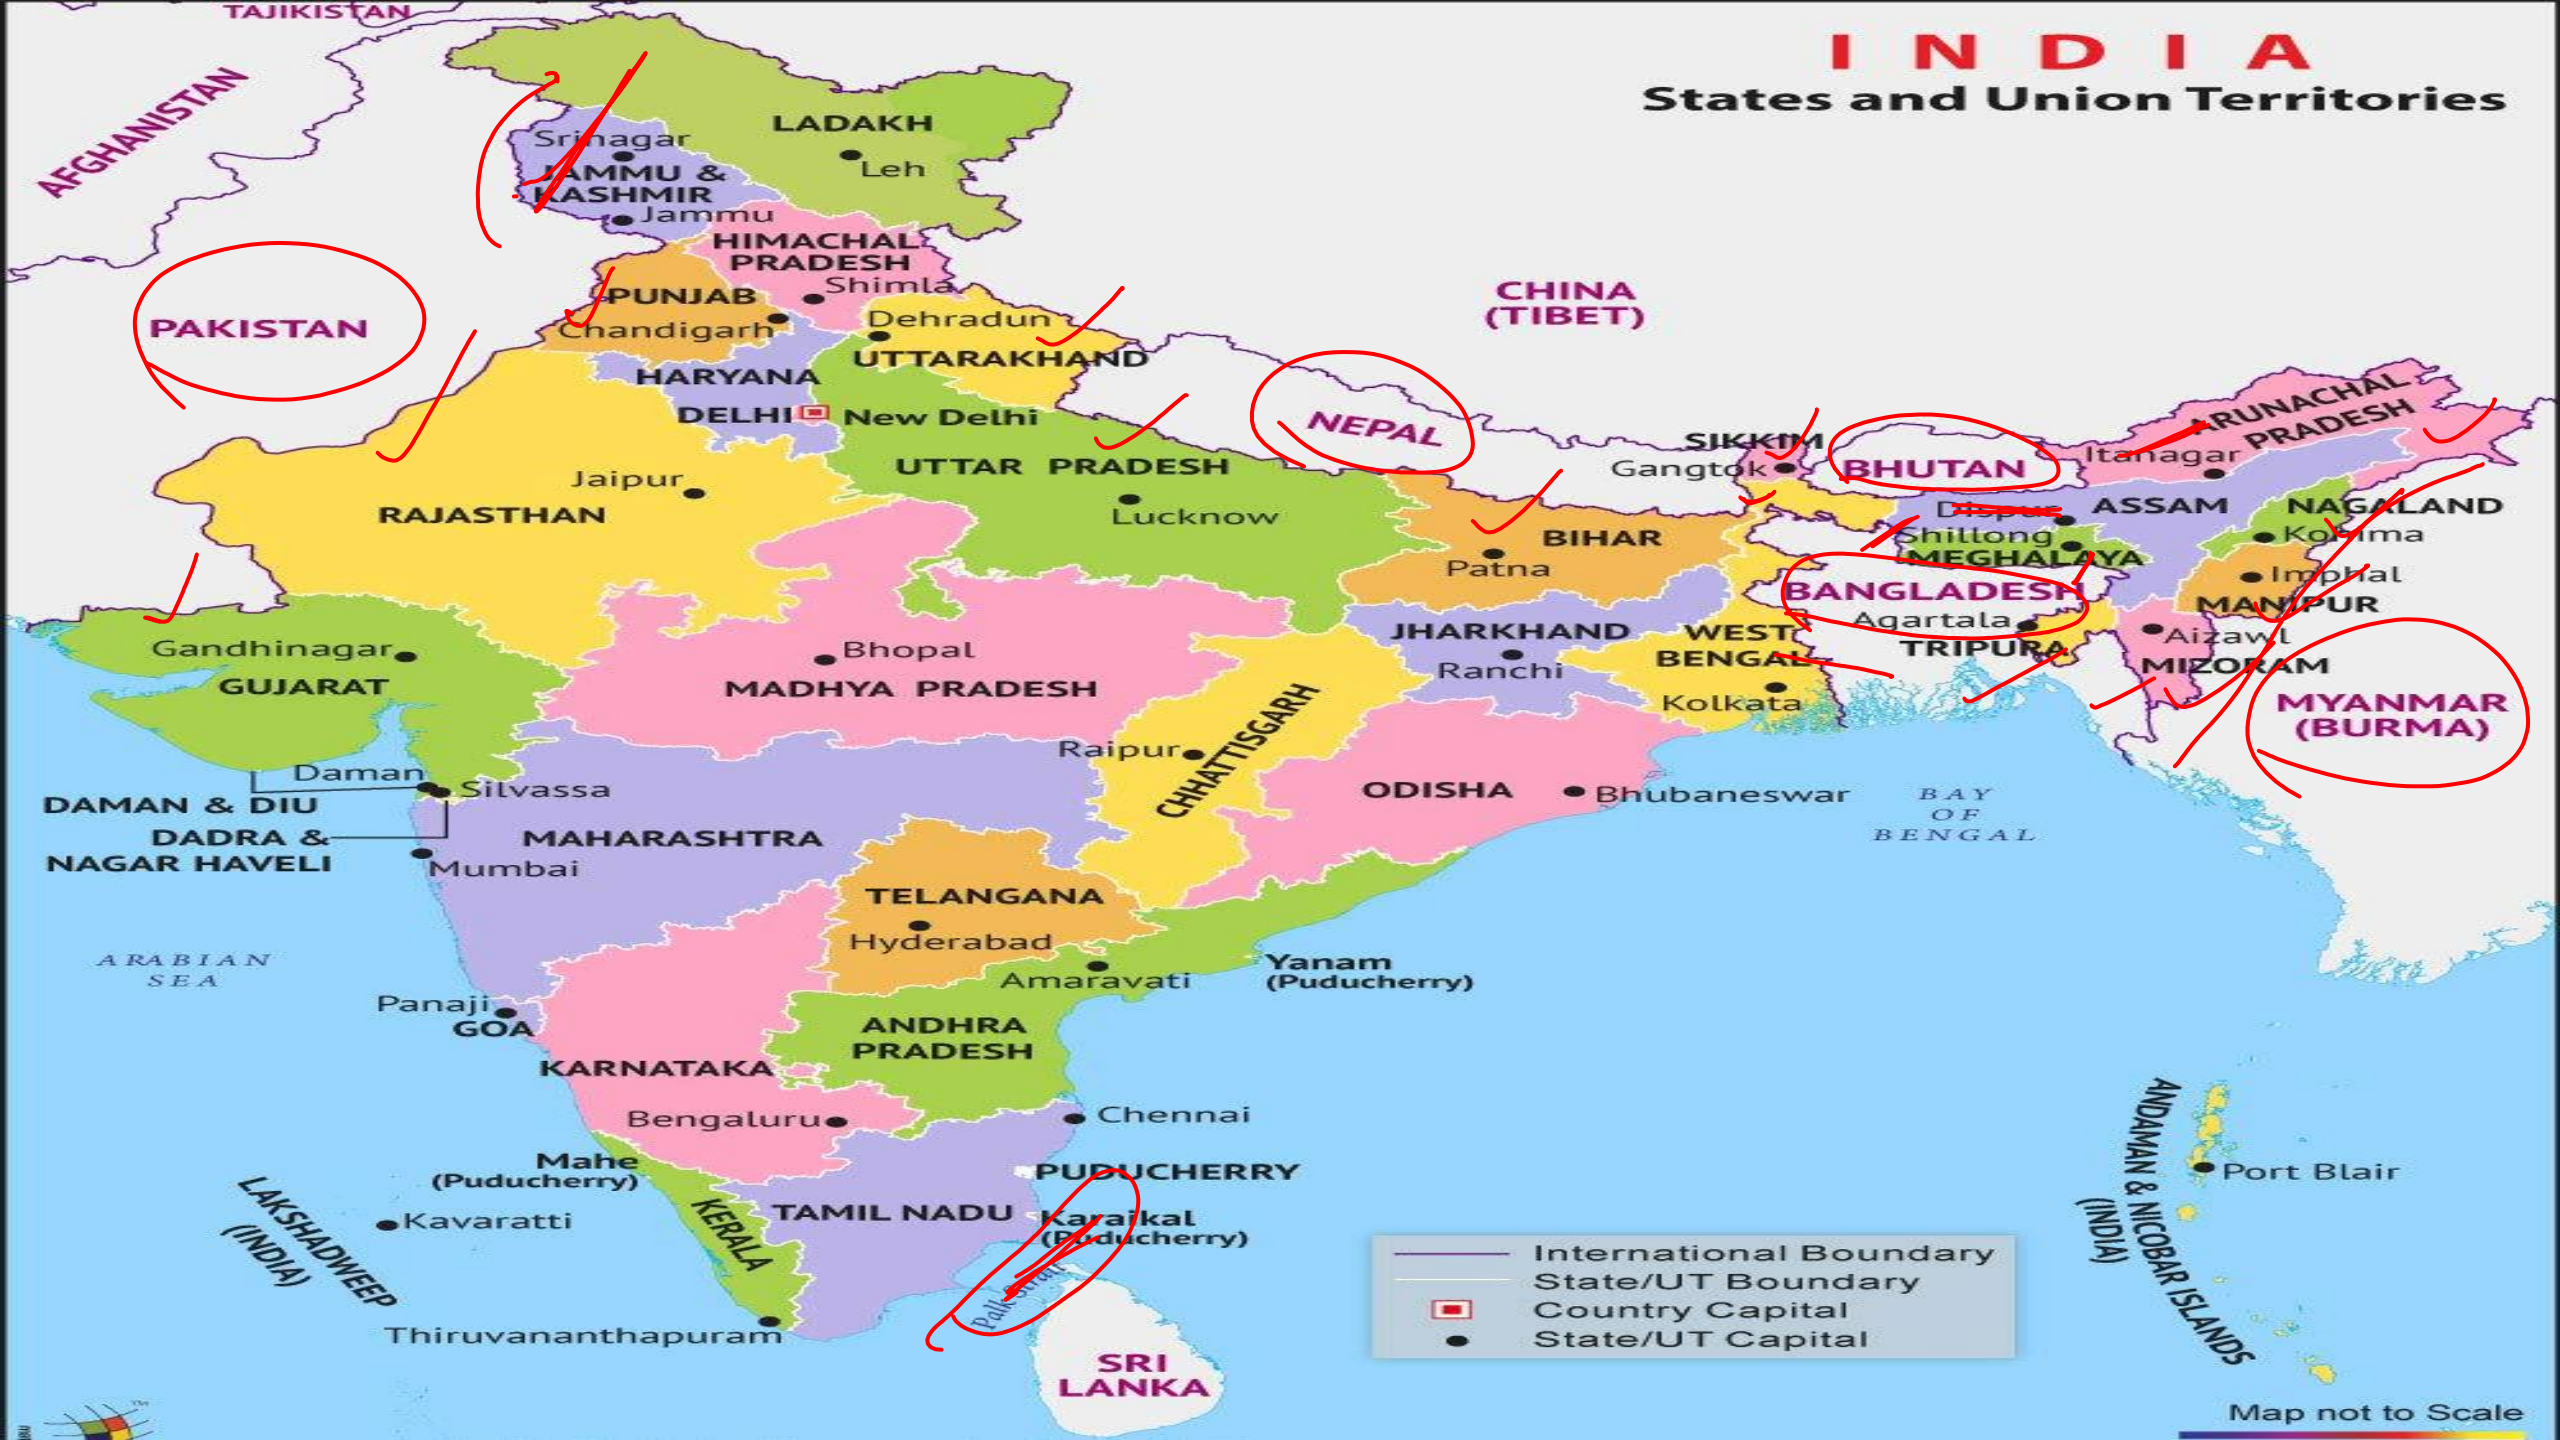 TAJIKISTAN
INDIA
States and Union Territories
AFGHANISTAN
LADAKH
Leh
Srinagar
JAMMU &
KASHMIR
Jammu
HIMACHAL
PRADESH
Shimla
PAKISTAN
PUNJAB
Chandigarh
CHINA
(TIBET)
Dehradun
UTTARAKHAND
HARYANA
DELHI
New Delhi
NEPAL
SIKKIM
Gangtok
BHUTAN
ARUNACHAL
PRADESH
Itanagar
UTTAR PRADESH
Lucknow
Jaipur
RAJASTHAN
BIHAR
Patna
Dispur
ASSAM
NAGALAND
Kohima
Shillong
MEGHALAYA
Imphal
MANIPUR
BANGLADESH
Agartala
TRIPURA
Aizawl
MIZORAM
MYANMAR
(BURMA)
Gandhinagar
GUJARAT
Bhopal
MADHYA PRADESH
JHARKHAND
Ranchi
WEST
BENGAL
Kolkata
CHHATTISGARH
Raipur
Daman
Silvassa
DAMAN & DIU
DADRA &
NAGAR HAVELI
MAHARASHTRA
Mumbai
ODISHA
Bhubaneswar
BAY
OF
BENGAL
TELANGANA
Hyderabad
ARABIAN
SEA
Amaravati
Yanam
(Puducherry)
Panaji
GOA
ANDHRA
PRADESH
KARNATAKA
Bengaluru
Chennai
Mahe
(Puducherry)
PUDUCHERRY
LAKSHADWEEP
(INDIA)
Kavaratti
KERALA
TAMIL NADU
Karaikal
(Puducherry)
Palk Strait
Thiruvananthapuram
SRI
LANKA
ANDAMAN & NICOBAR ISLANDS
(INDIA)
Port Blair
International Boundary
State/UT Boundary
Country Capital
State/UT Capital
Map not to Scale